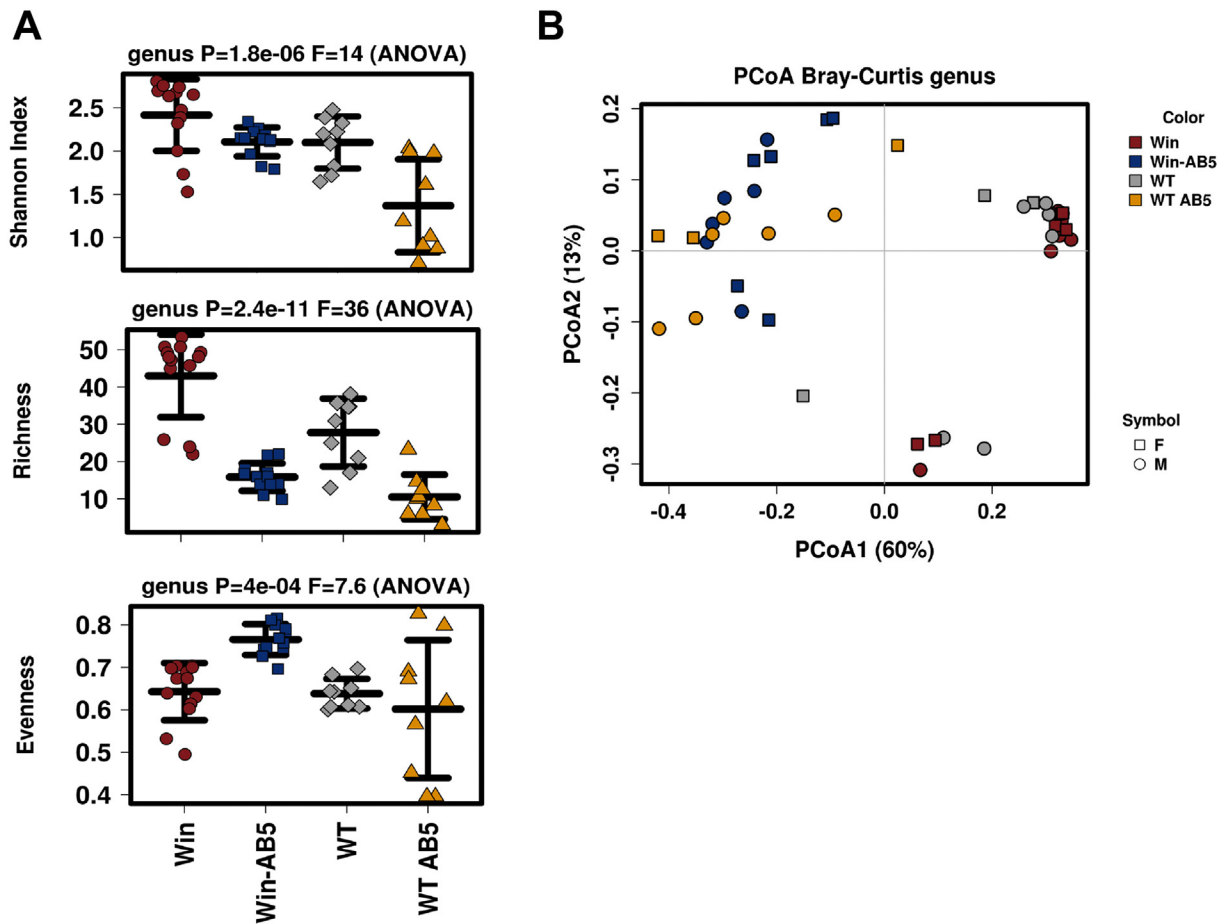 A
genus P=1.8e-06 F=14 (ANOVA)
Shannon Index
2.5
2.0
1.5
1.0
genus P=2.4e-11 F=36 (ANOVA)
Richness
50
40
30
20
10
genus P=4e-04 F=7.6 (ANOVA)
Evenness
0.8
0.7
0.6
0.5
0.4
Win
Win-AB5
WT
WT AB5
B
PCoA Bray-Curtis genus
PCoA2 (13%)
0.2
0.1
0.0
-0.1
-0.2
-0.3
-0.4
-0.2
0.0
0.2
PCoA1 (60%)
Color
Win
Win-AB5
WT
WT AB5
Symbol
F
M